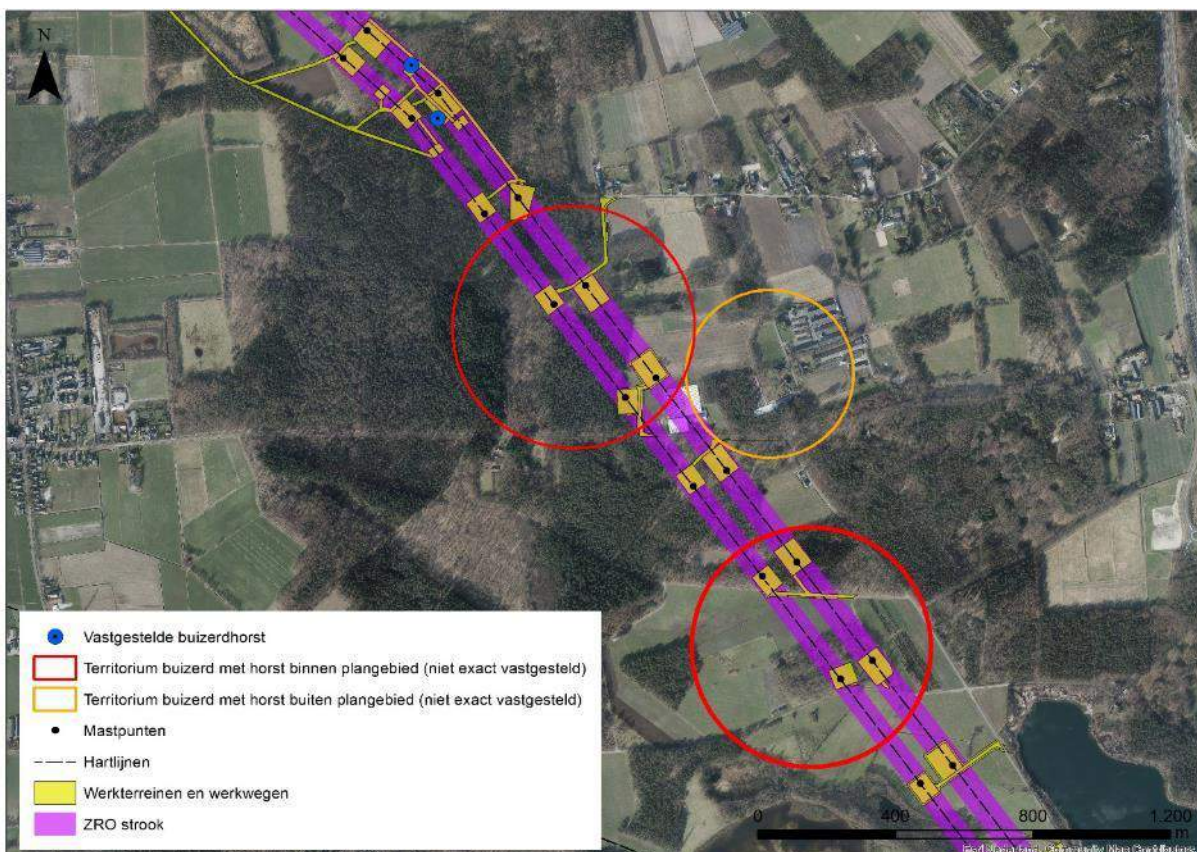 N
Vastgestelde buizerdhorst
Territorium buizerd met horst binnen plangebied (niet exact vastgesteld)
Territorium buizerd met horst buiten plangebied (niet exact vastgesteld)
Mastpunten
Hartlijnen
Werkterreinen en werkwegen
ZRO strook
0 400 800 1.200
m